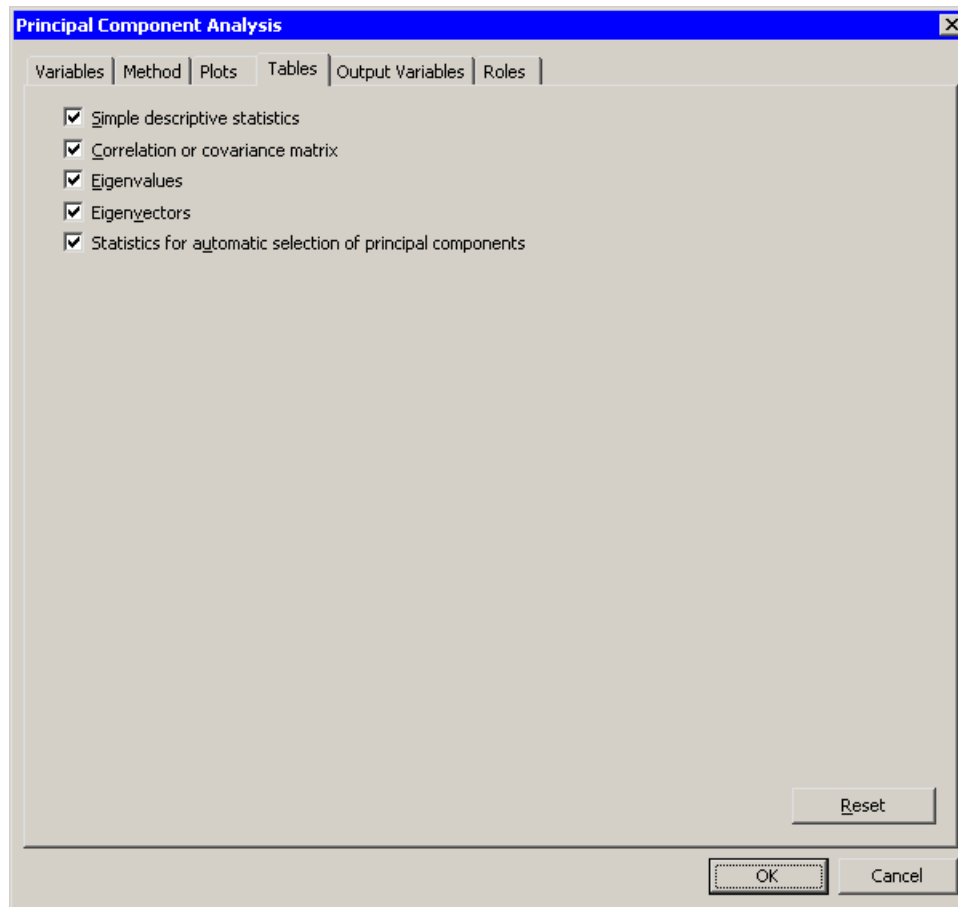 Principal Component Analysis
Variables Method Plots Tables Output Variables Roles
Simple descriptive statistics
Correlation or covariance matrix
Eigenvalues
Eigenvectors
Statistics for automatic selection of principal components
Reset
OK Cancel